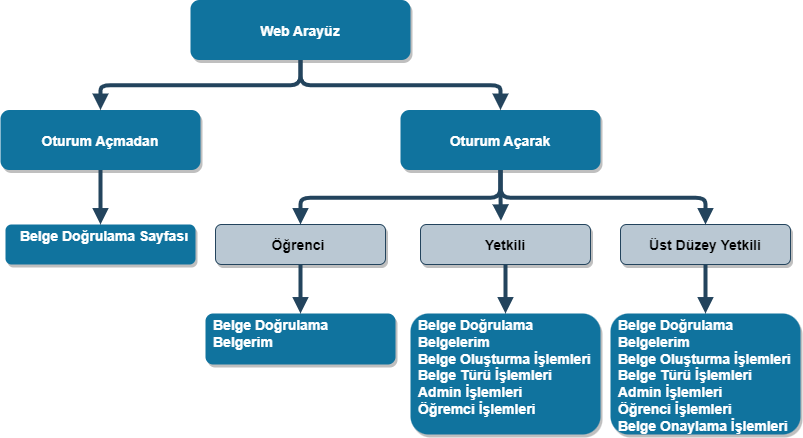 Web Arayüz
Oturum Açmadan
Oturum Açarak
Belge Doğrulama Sayfası
Öğrenci
Yetkili
Üst Düzey Yetkili
Belge Doğrulama
Belgerim
Belge Doğrulama
Belgelerim
Belge Oluşturma İşlemleri
Belge Türü İşlemleri
Admin İşlemleri
Öğremci İşlemleri
Belge Doğrulama
Belgelerim
Belge Oluşturma İşlemleri
Belge Türü İşlemleri
Admin İşlemleri
Öğrenci İşlemleri
Belge Onaylama İşlemleri